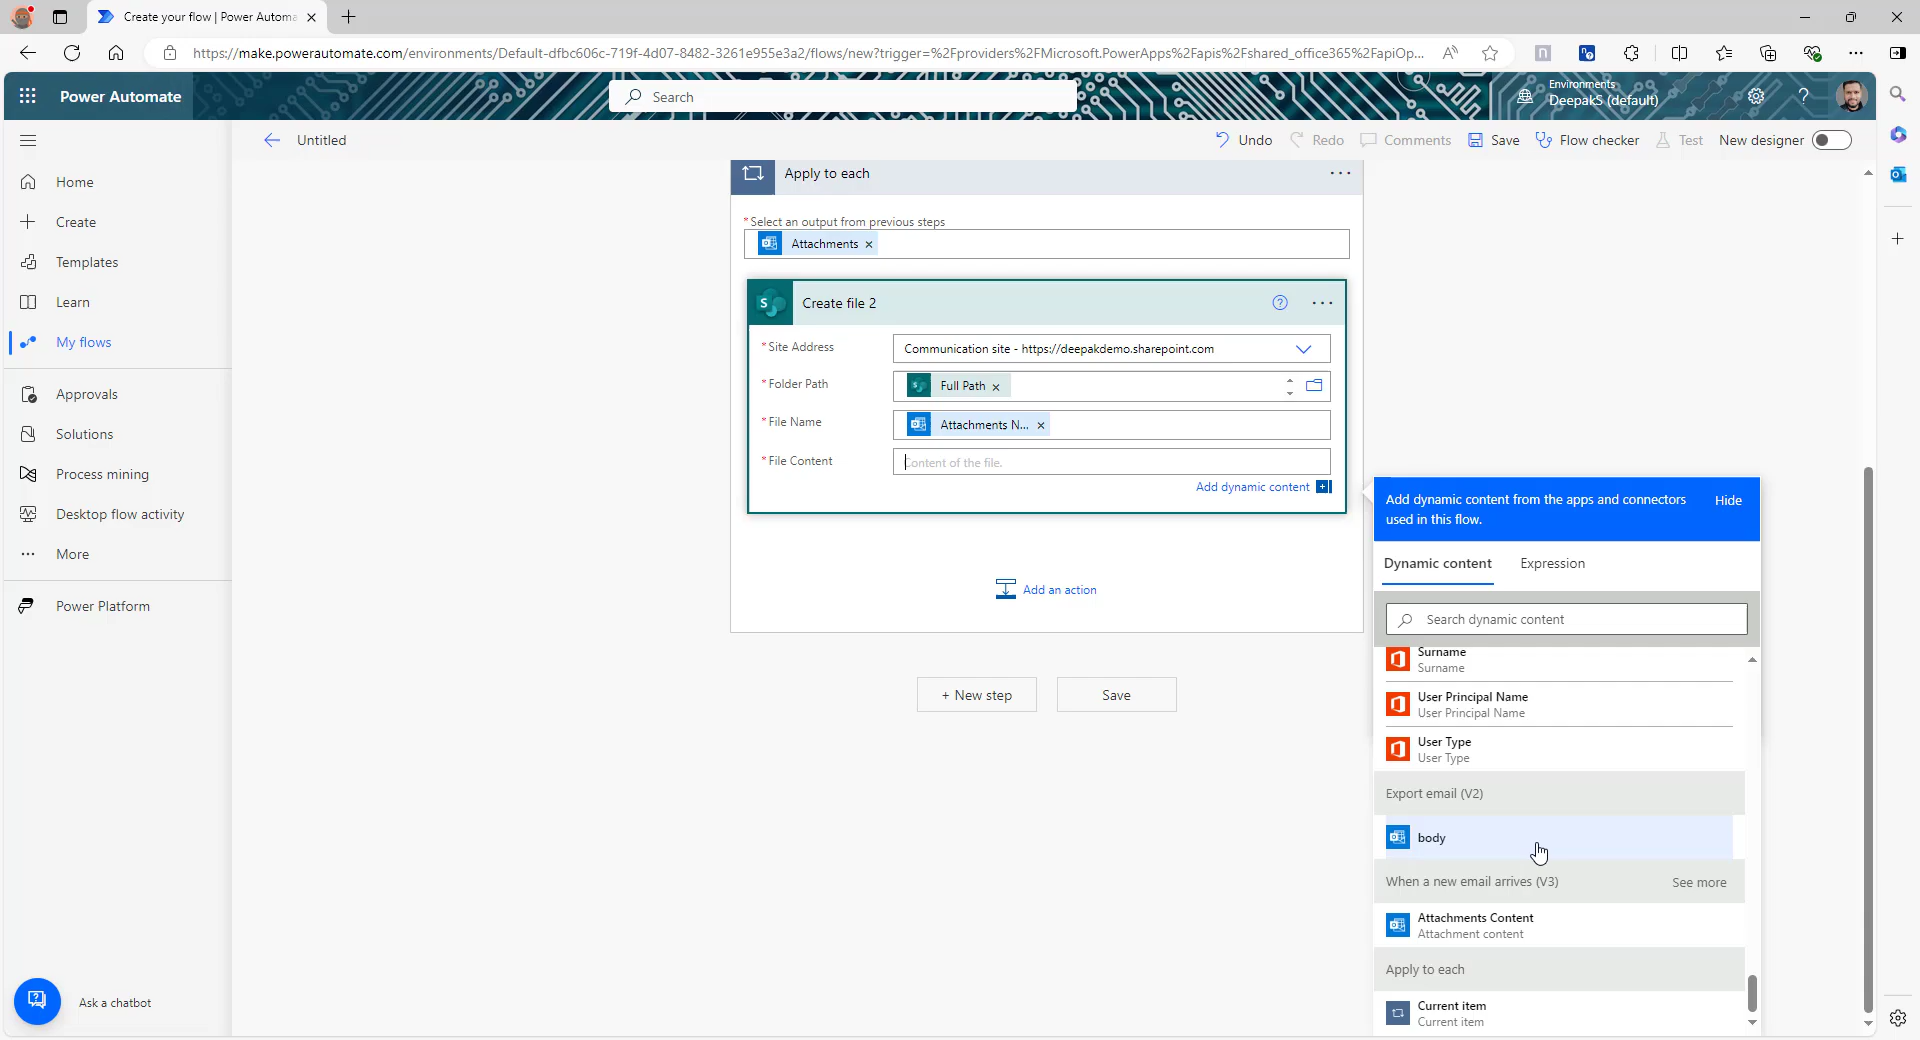 Create your flow | Power Automa
https://make.powerautomate.com/environments/Default-dfbc606c-719f-4d07-8482-3261e955e3a2/flows/new?trigger=%2Fproviders%2FMicrosoft.PowerApps%2Fapis%2Fshared_office365%2FapiOp...
Power Automate
Search
Environments
DeepakS (default)
Untitled
Undo
Redo
Comments
Save
Flow checker
Test
New designer
Home
Create
Templates
Learn
My flows
Approvals
Solutions
Process mining
Desktop flow activity
More
Power Platform
Ask a chatbot
Apply to each
* Select an output from previous steps
Attachments
Create file 2
* Site Address
Communication site - https://deepakdemo.sharepoint.com
* Folder Path
Full Path
* File Name
Attachments N...
* File Content
Content of the file.
Add dynamic content
Add an action
+ New step
Save
Add dynamic content from the apps and connectors
used in this flow.
Hide
Dynamic content
Expression
Search dynamic content
Surname
Surname
User Principal Name
User Principal Name
User Type
User Type
Export email (V2)
body
When a new email arrives (V3)
See more
Attachments Content
Attachment content
Apply to each
Current item
Current item